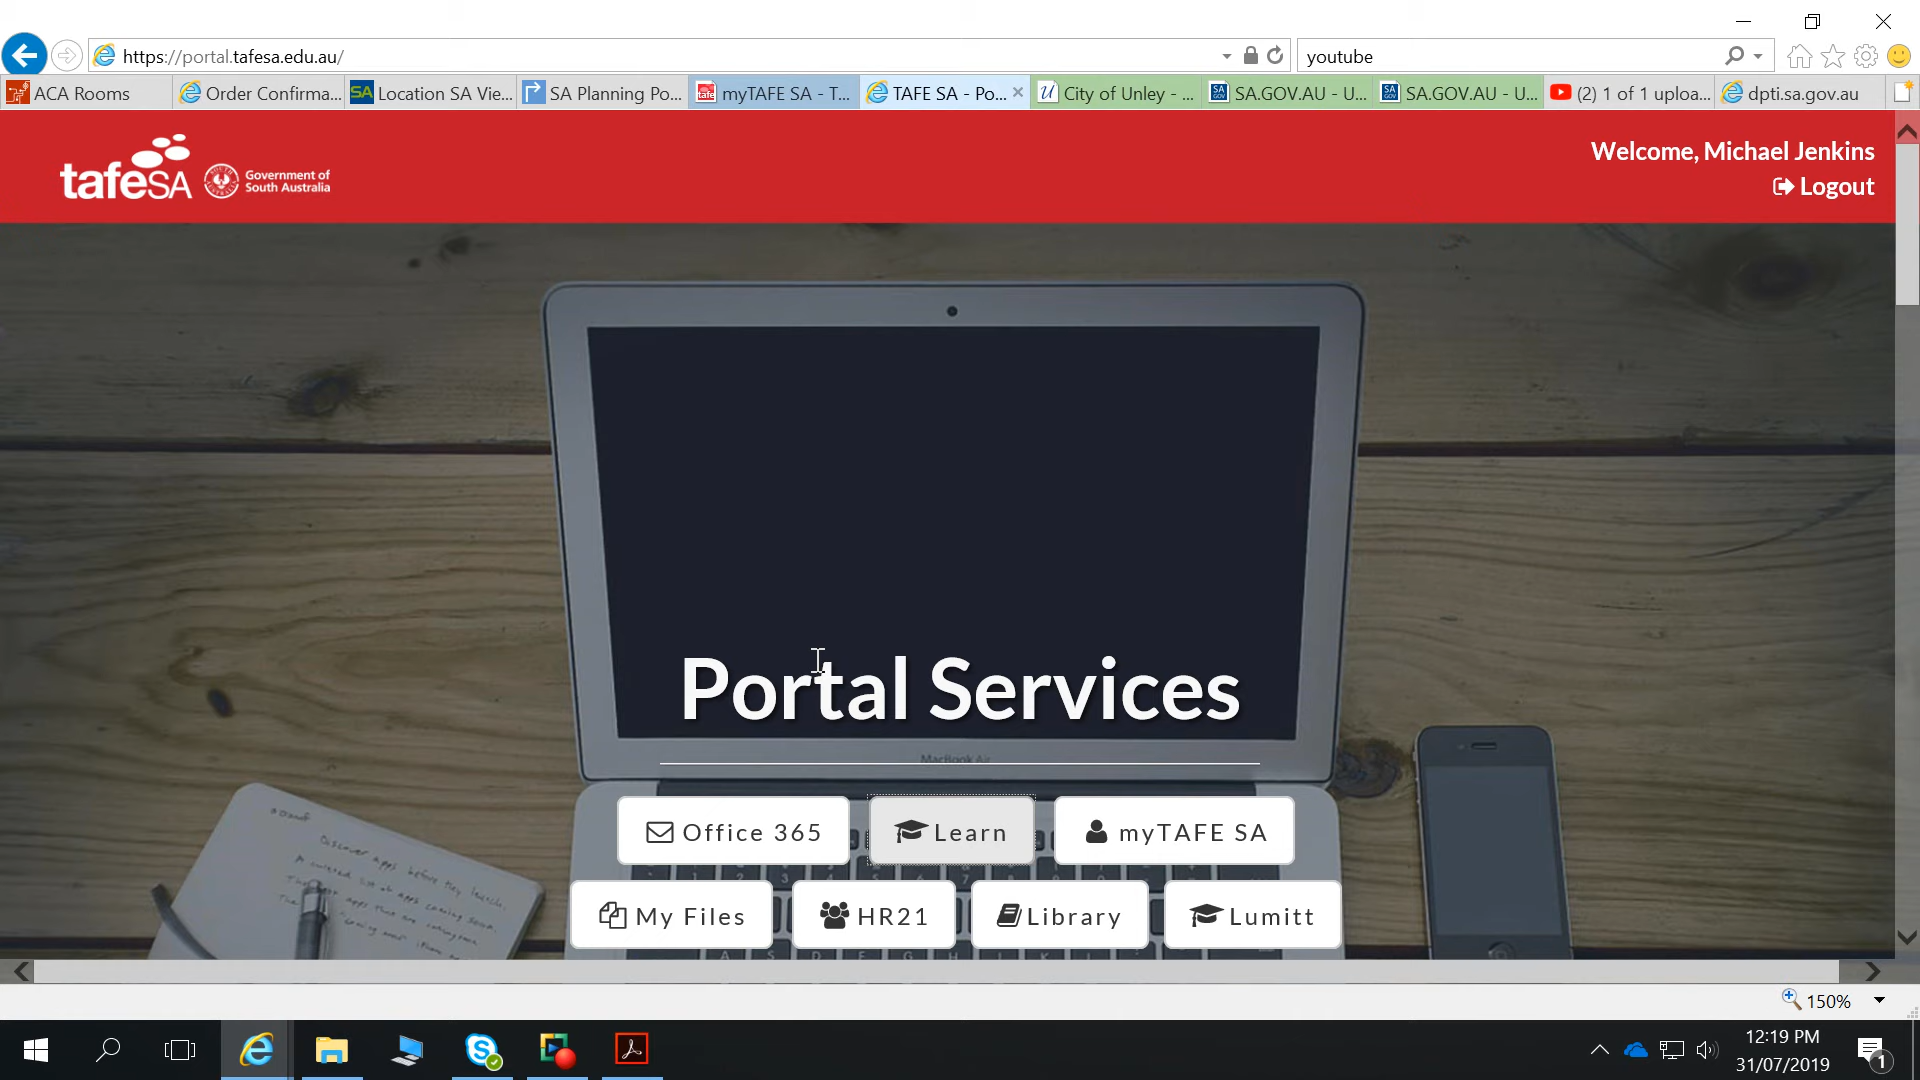 https://portal.tafesa.edu.au/
youtube
ACA Rooms
Order Confirma...
Location SA Vie...
SA Planning Po...
myTAFE SA - T...
TAFE SA - Po...
City of Unley - ...
SA.GOV.AU - U...
SA.GOV.AU - U...
(2) 1 of 1 uploa...
dpti.sa.gov.au
tafeSA
Government of
South Australia
Welcome, Michael Jenkins
Logout
Portal Services
MacBook Air
Office 365
Learn
myTAFE SA
My Files
HR21
Library
Lumitt
150%
12:19 PM
31/07/2019
1